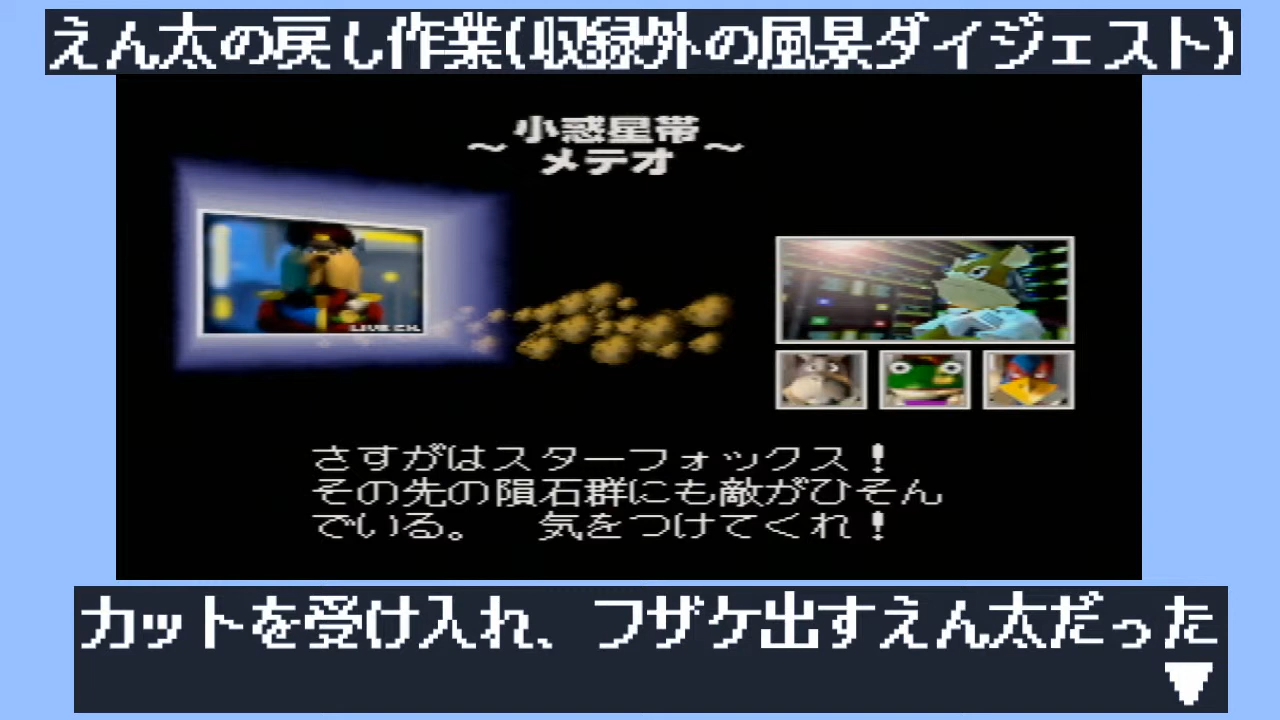 えん太の戻し作業(収録外の風景ダイジェスト)
～小惑星帯～
メテオ
LIVE CH.
さすがはスターフォックス！
その先の隕石群にも敵がひそん
でいる。　気をつけてくれ！
カットを受け入れ、フザケ出すえん太だった
▼